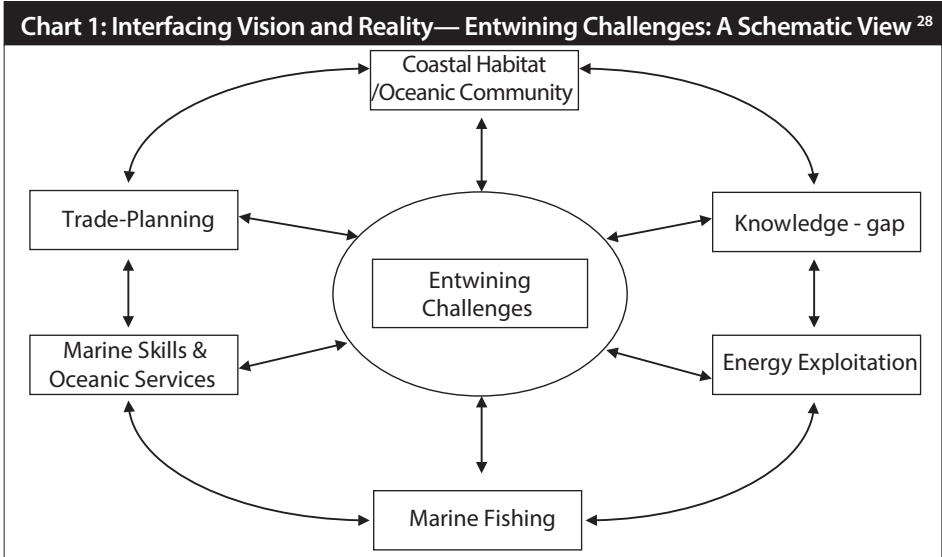 Chart 1: Interfacing Vision and Reality— Entwining Challenges: A Schematic View 28
Coastal Habitat
/Oceanic Community
Trade-Planning
Knowledge - gap
Entwining
Challenges
Marine Skills &
Oceanic Services
Energy Exploitation
Marine Fishing